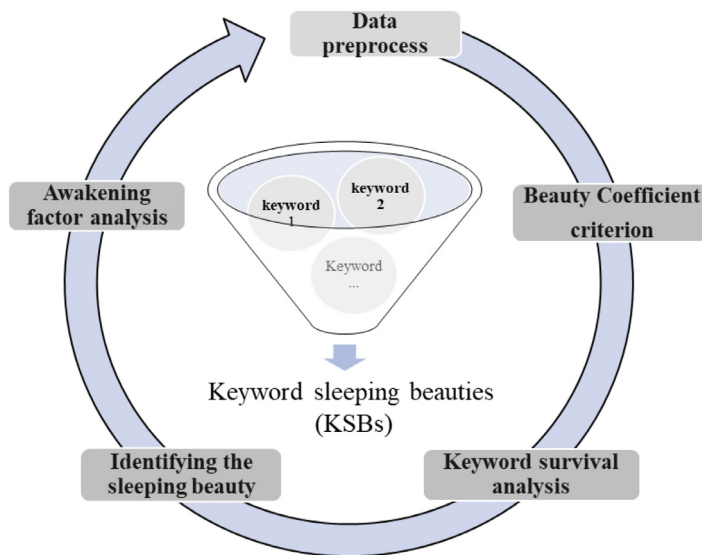 Data
preprocess
Awakening
factor analysis
keyword
1
keyword
2
Keyword
...
Beauty Coefficient
criterion
Keyword sleeping beauties
(KSBs)
Identifying the
sleeping beauty
Keyword survival
analysis